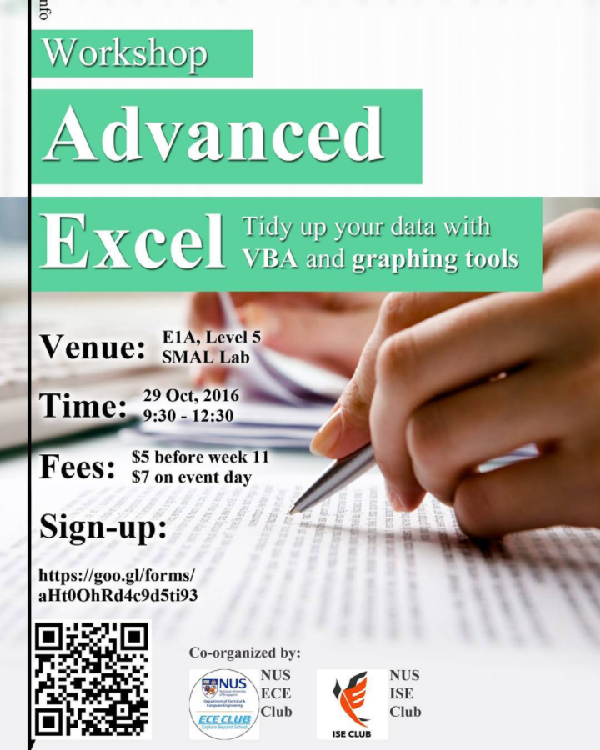 nfo
Workshop
Advanced
Excel
Tidy up your data with
VBA and graphing tools
Venue:
E1A, Level 5
SMAL Lab
Time:
29 Oct, 2016
9:30 - 12:30
Fees:
$5 before week 11
$7 on event day
Sign-up:
https://goo.gl/forms/
aHt0OhRd4c9d5ti93
Co-organized by:
NUS
ECE CLUB
NUS
ECE
Club
ISE CLUB
NUS
ISE
Club